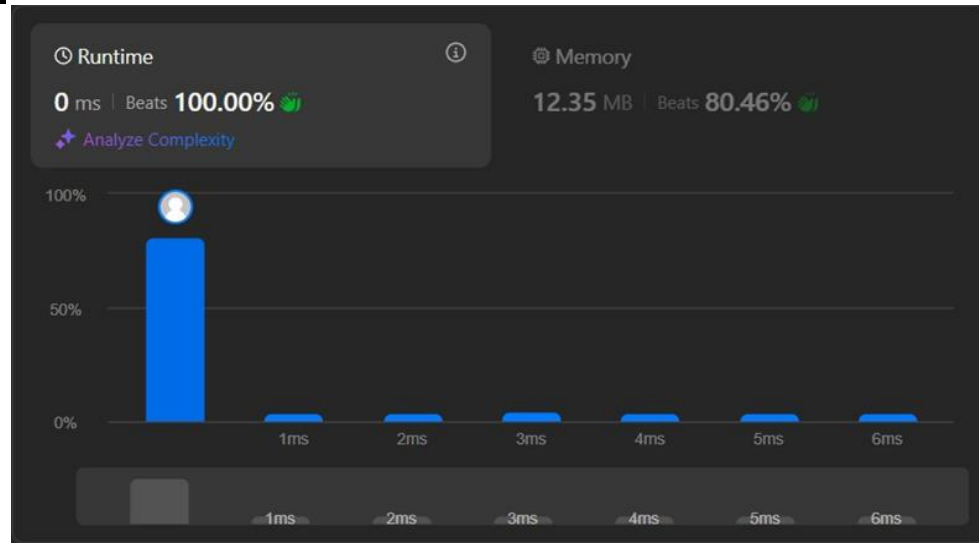 Runtime
0 ms | Beats 100.00%
Analyze Complexity
Memory
12.35 MB | Beats 80.46%
100%
50%
0%
1ms 2ms 3ms 4ms 5ms 6ms
1ms 2ms 3ms 4ms 5ms 6ms